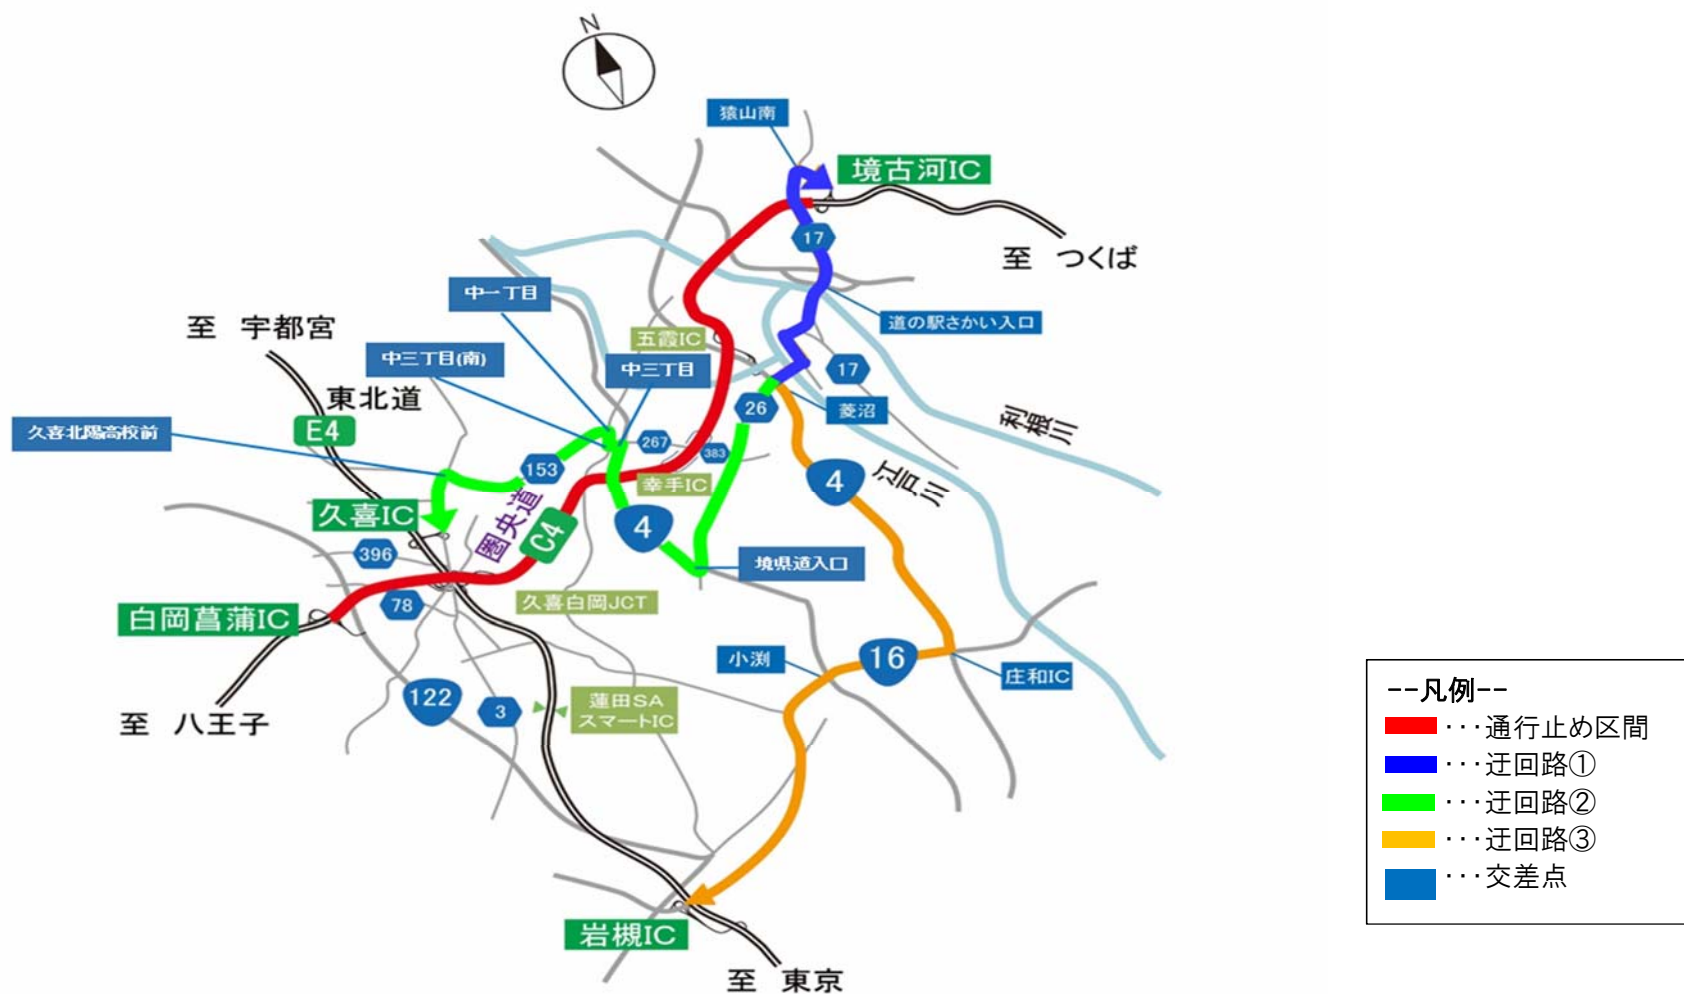 N
猿山南
境古河IC
17
至 つくば
中一丁目
道の駅さかい入口
至 宇都宮
五霞IC
中三丁目(南)
中三丁目
17
東北道
26
菱沼
利根川
久喜北陽高校前
E4
267
383
153
幸手IC
4
江戸川
久喜IC
圏央道
C4
4
396
境県道入口
78
久喜白岡JCT
白岡菖蒲IC
小渕
16
庄和IC
122
3
蓮田SA
スマートIC
至 八王子
岩槻IC
至 東京
--凡例--
・・・通行止め区間
・・・迂回路①
・・・迂回路②
・・・迂回路③
・・・交差点